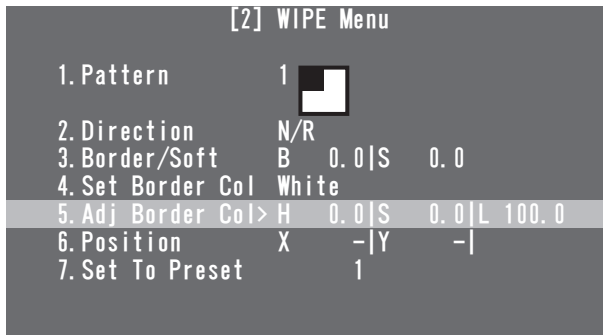 [2] WIPE Menu
1.Pattern 1
2.Direction N/R
3.Border/Soft B 0.0|S 0.0
4.Set Border Col White
5.Adj Border Col> H 0.0|S 0.0|L 100.0
6.Position X -|Y -|
7.Set To Preset 1